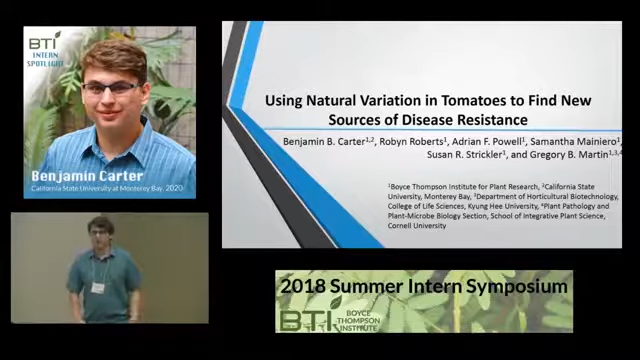 BTI
INTERN
SPOTLIGHT
Benjamin Carter
California State University at Monterey Bay, 2020
Using Natural Variation in Tomatoes to Find New
Sources of Disease Resistance
Benjamin B. Carter1,2, Robyn Roberts1, Adrian F. Powell1, Samantha Mainiero1,
Susan R. Strickler1, and Gregory B. Martin1,3,4
1Boyce Thompson Institute for Plant Research, 2California State
University, Monterey Bay, 3Department of Horticultural Biotechnology,
College of Life Sciences, Kyung Hee University, 4Plant Pathology and
Plant-Microbe Biology Section, School of Integrative Plant Science,
Cornell University
2018 Summer Intern Symposium
BTI
BOYCE
THOMPSON
INSTITUTE